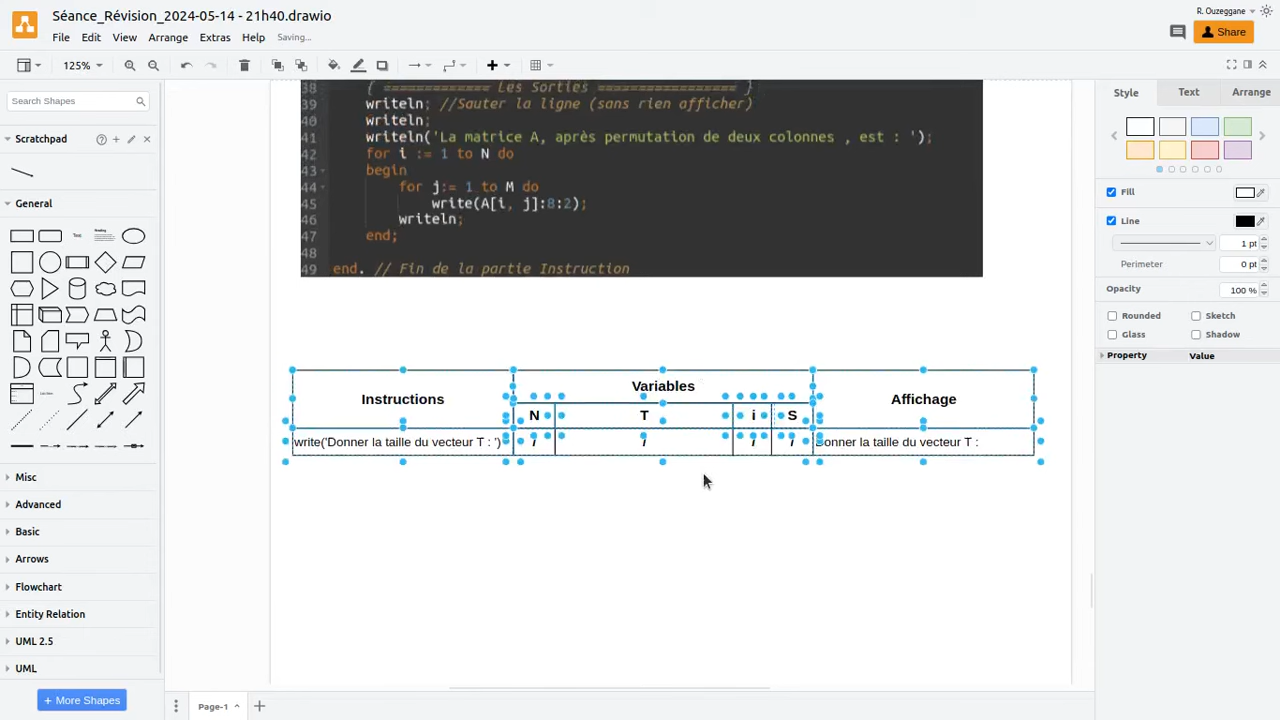 Séance_Révision_2024-05-14 - 21h40.drawio
R. Ouzeggane
File Edit View Arrange Extras Help Saving...
Share
125%
Search Shapes
Scratchpad
General
Text
Heading
List Item
Misc
Advanced
Basic
Arrows
Flowchart
Entity Relation
UML 2.5
UML
+ More Shapes
38 { ============= Les Sorties ================= }
39 writeln; //Sauter la ligne (sans rien afficher)
40 writeln;
41 writeln('La matrice A, après permutation de deux colonnes , est : ');
42 for i := 1 to N do
43 begin
44 for j:= 1 to M do
45 write(A[i, j]:8:2);
46 writeln;
47 end;
48
49 end. // Fin de la partie Instruction
Instructions Variables Affichage
N T i S
write('Donner la taille du vecteur T : ') / / / / Donner la taille du vecteur T :
Page-1
Style Text Arrange
Fill
Line 1 pt
Perimeter 0 pt
Opacity 100 %
Rounded Sketch
Glass Shadow
Property Value